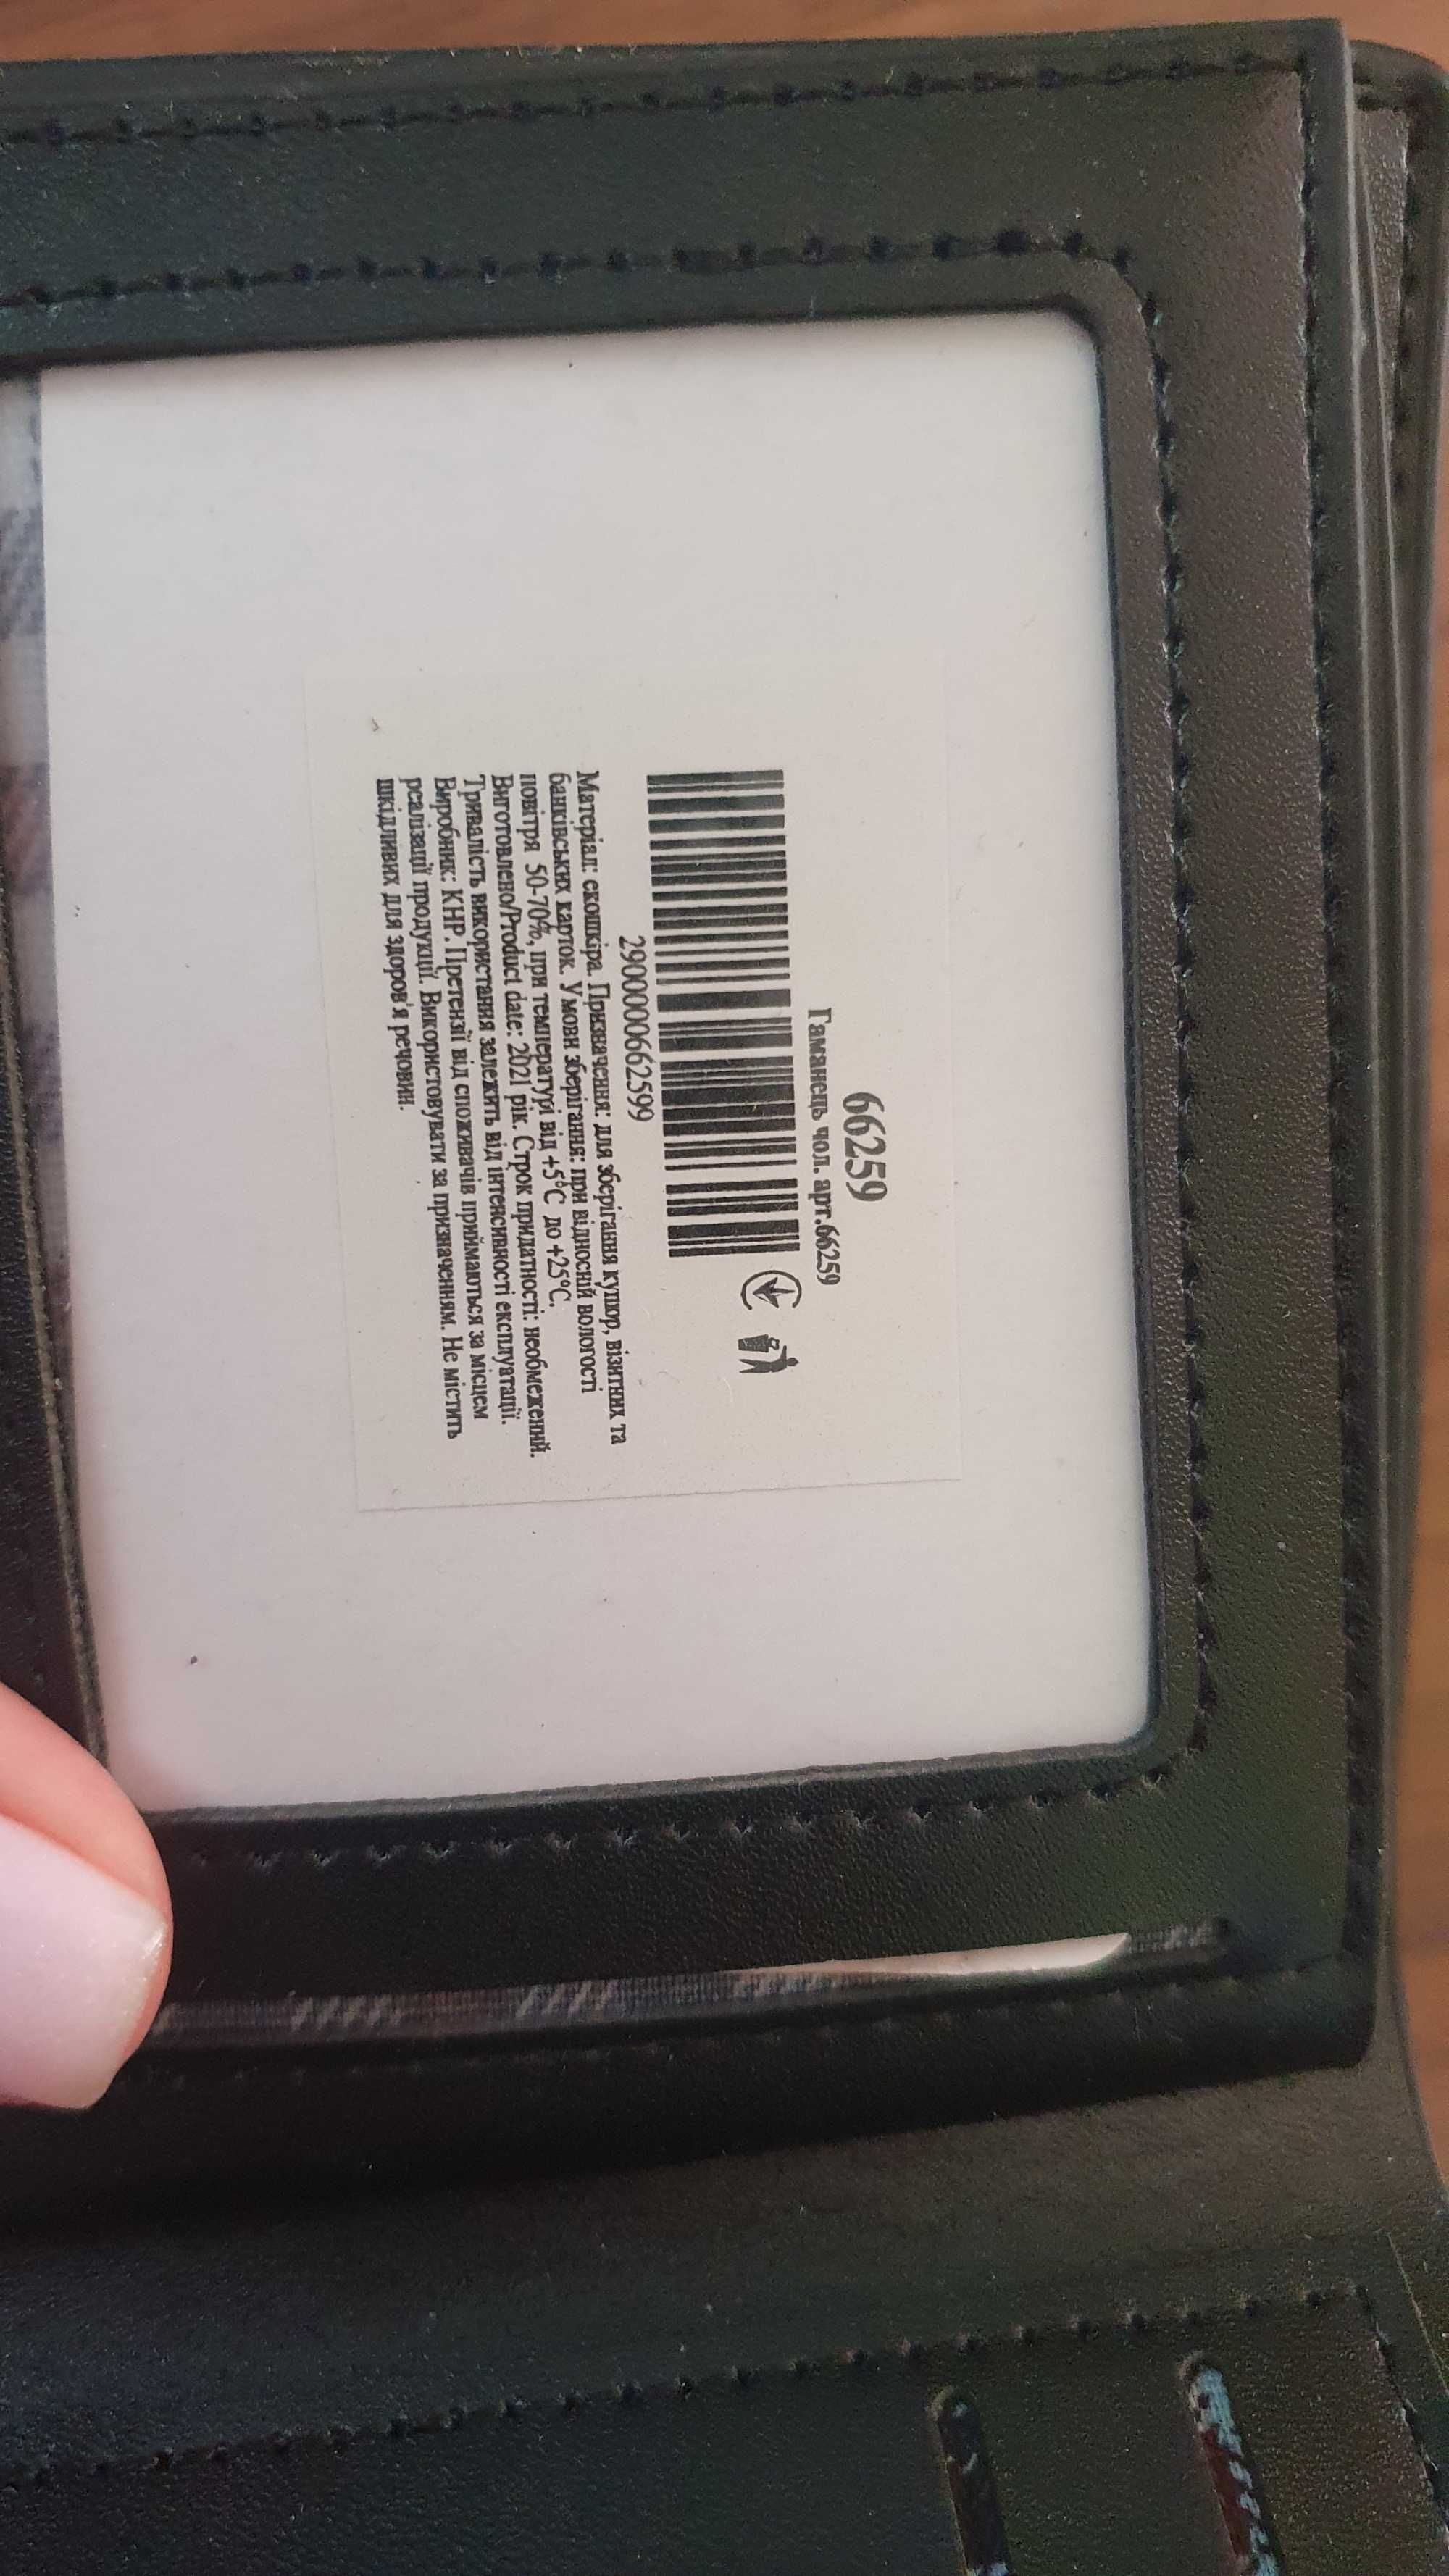 66259
Гаманець чол. арт.66259
2900000662599
Матеріал: екошкіра. Призначення: для зберігання купюр, візитних та
банківських карток. Умови зберігання: при відносній вологості
повітря 50-70%, при температурі від +5°C до +25°C.
Виготовлено/Product date: 2021 рік. Строк придатності: необмежений.
Тривалість використання залежить від інтенсивності експлуатації.
Виробник: КНР. Претензії від споживачів приймаються за місцем
реалізації продукції. Використовувати за призначенням. Не містить
шкідливих для здоров'я речовин.